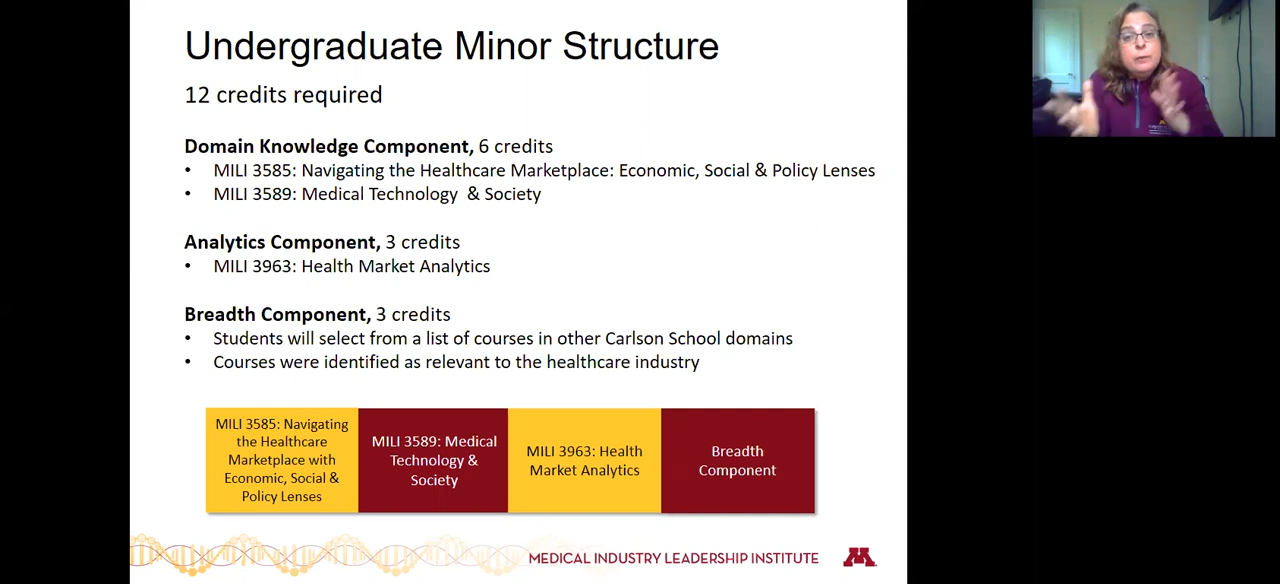 Undergraduate Minor Structure
12 credits required
Domain Knowledge Component, 6 credits
• MILI 3585: Navigating the Healthcare Marketplace: Economic, Social & Policy Lenses
• MILI 3589: Medical Technology & Society
Analytics Component, 3 credits
• MILI 3963: Health Market Analytics
Breadth Component, 3 credits
• Students will select from a list of courses in other Carlson School domains
• Courses were identified as relevant to the healthcare industry
MILI 3585: Navigating
the Healthcare
Marketplace with
Economic, Social &
Policy Lenses
MILI 3589: Medical
Technology &
Society
MILI 3963: Health
Market Analytics
Breadth
Component
MEDICAL INDUSTRY LEADERSHIP INSTITUTE
M